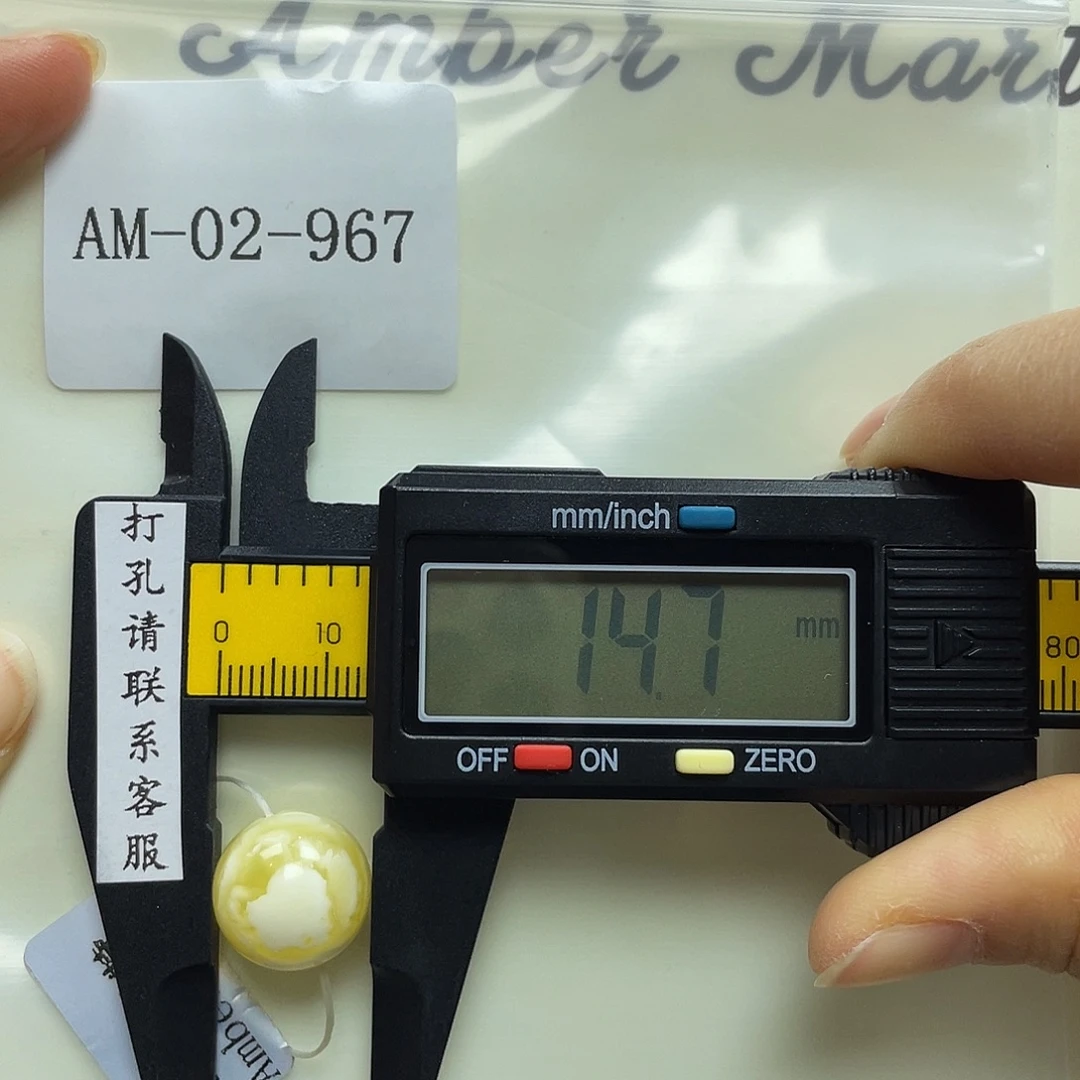 Amber Mart
AM-02-967
打孔请联系客服
mm/inch
14.7 mm
0 10
80
OFF ON
ZERO
Amber